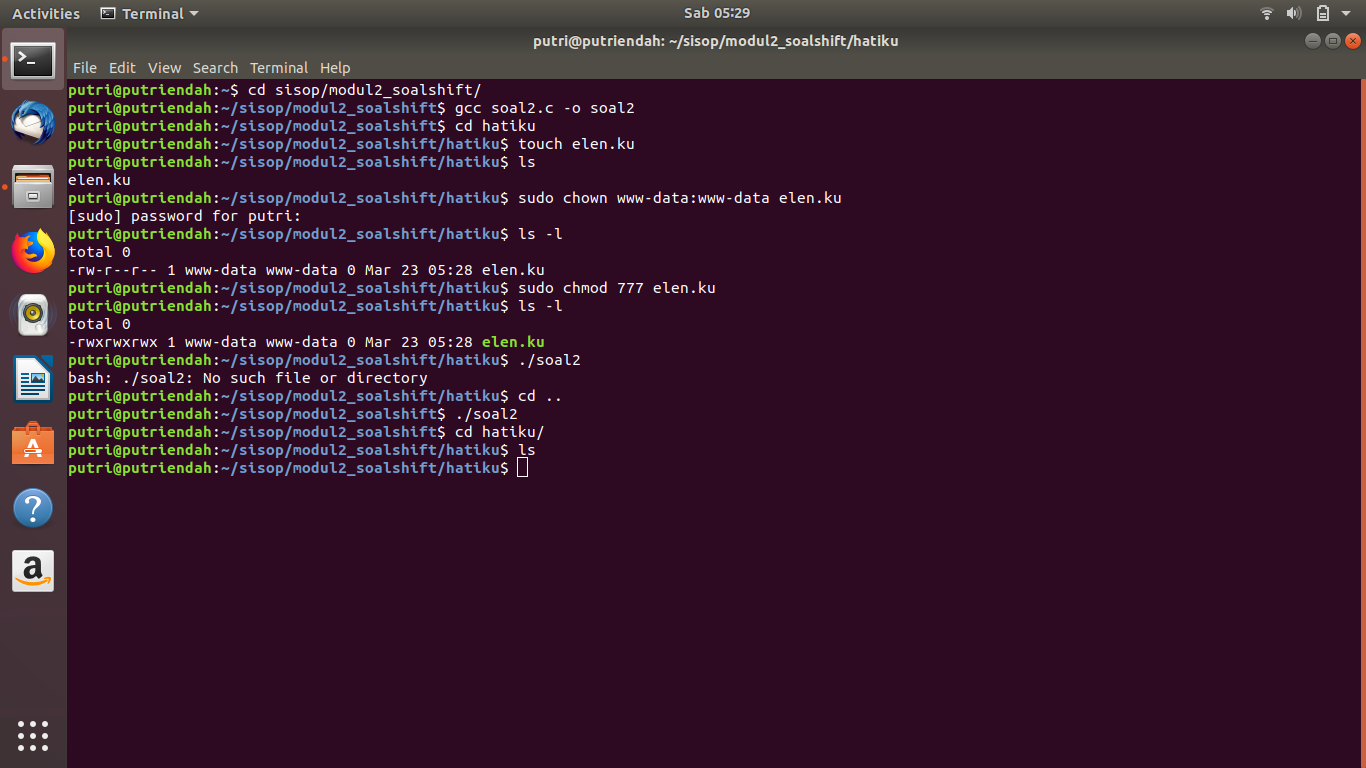 Activities Terminal Sab 05:29
putri@putriendah: ~/sisop/modul2_soalshift/hatiku
File Edit View Search Terminal Help
putri@putriendah:~$ cd sisop/modul2_soalshift/
putri@putriendah:~/sisop/modul2_soalshift$ gcc soal2.c -o soal2
putri@putriendah:~/sisop/modul2_soalshift$ cd hatiku
putri@putriendah:~/sisop/modul2_soalshift/hatiku$ touch elen.ku
putri@putriendah:~/sisop/modul2_soalshift/hatiku$ ls
elen.ku
putri@putriendah:~/sisop/modul2_soalshift/hatiku$ sudo chown www-data:www-data elen.ku
[sudo] password for putri:
putri@putriendah:~/sisop/modul2_soalshift/hatiku$ ls -l
total 0
-rw-r--r-- 1 www-data www-data 0 Mar 23 05:28 elen.ku
putri@putriendah:~/sisop/modul2_soalshift/hatiku$ sudo chmod 777 elen.ku
putri@putriendah:~/sisop/modul2_soalshift/hatiku$ ls -l
total 0
-rwxrwxrwx 1 www-data www-data 0 Mar 23 05:28 elen.ku
putri@putriendah:~/sisop/modul2_soalshift/hatiku$ ./soal2
bash: ./soal2: No such file or directory
putri@putriendah:~/sisop/modul2_soalshift/hatiku$ cd ..
putri@putriendah:~/sisop/modul2_soalshift$ ./soal2
putri@putriendah:~/sisop/modul2_soalshift$ cd hatiku/
putri@putriendah:~/sisop/modul2_soalshift/hatiku$ ls
putri@putriendah:~/sisop/modul2_soalshift/hatiku$